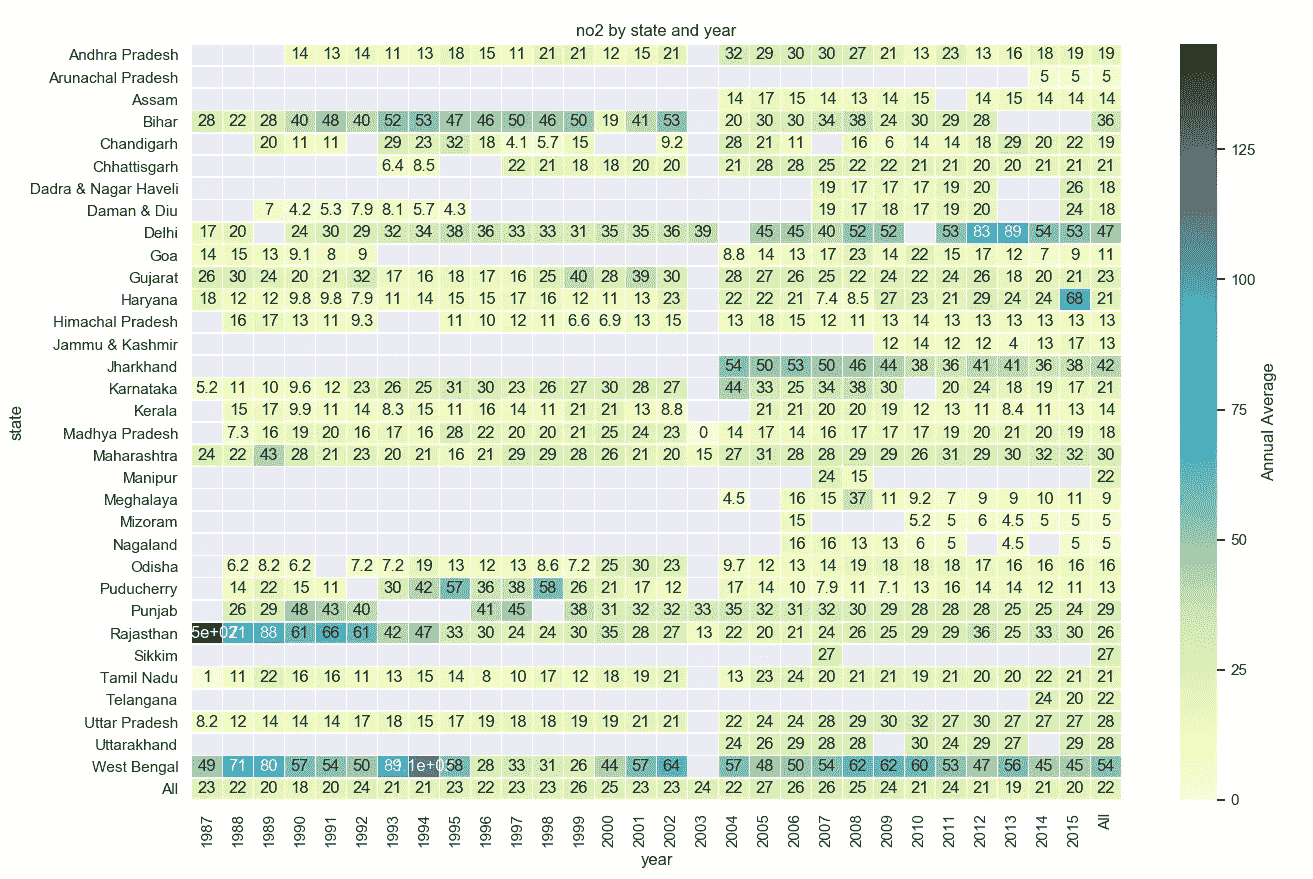 no2 by state and year
Andhra Pradesh 14 13 14 11 13 18 15 11 21 21 12 15 21 32 29 30 30 27 21 13 23 13 16 18 19 19
Arunachal Pradesh 5 5 5
Assam 14 17 15 14 13 14 15 14 15 14 14 14
Bihar 28 22 28 40 48 40 52 53 47 46 50 46 50 19 41 53 20 30 30 34 38 24 30 29 28 36
Chandigarh 20 11 11 29 23 32 18 4.1 5.7 15 9.2 28 21 11 16 6 14 14 18 29 20 22 19
Chhattisgarh 6.4 8.5 22 21 18 18 20 20 21 28 28 25 22 22 21 21 20 20 21 21 21
Dadra & Nagar Haveli 19 17 17 17 19 20 26 18
Daman & Diu 7 4.2 5.3 7.9 8.1 5.7 4.3 19 17 18 17 19 20 24 18
Delhi 17 20 24 30 29 32 34 38 36 33 33 31 35 35 36 39 45 45 40 52 52 53 83 89 54 53 47
Goa 14 15 13 9.1 8 9 8.8 14 13 17 23 14 22 15 17 12 7 9 11
Gujarat 26 30 24 20 21 32 17 16 18 17 16 25 40 28 39 30 28 27 26 25 22 24 22 24 26 18 20 21 23
Haryana 18 12 12 9.8 9.8 7.9 11 14 15 15 17 16 12 11 13 23 22 22 21 7.4 8.5 27 23 21 29 24 24 68 21
Himachal Pradesh 16 17 13 11 9.3 11 10 12 11 6.6 6.9 13 15 13 18 15 12 11 10 13 14 13 13 13 13 13
Jammu & Kashmir 12 14 12 12 4 13 17 13
Jharkhand 54 50 53 50 46 44 38 36 41 41 36 38 42
Karnataka 5.2 11 10 9.6 12 23 26 25 31 30 23 26 27 30 28 27 44 33 25 34 38 30 20 24 18 19 17 21
Kerala 15 17 9.9 11 14 8.3 15 11 16 14 11 21 21 13 8.8 21 21 20 20 19 12 13 11 8.4 11 13 14
Madhya Pradesh 7.3 16 19 20 16 17 16 28 22 20 20 21 25 24 23 0 14 17 14 16 17 17 17 19 20 21 20 19 18
Maharashtra 24 22 43 28 21 23 20 21 16 21 29 29 28 26 21 20 15 27 31 28 28 29 29 26 31 29 30 32 32 30
Manipur 24 15 22
Meghalaya 4.5 16 15 37 11 9.2 7 9 9 10 11 9
Mizoram 15 5.2 5 6 4.5 5 5 5
Nagaland 16 16 13 13 6 5 4.5 5 5
Odisha 6.2 8.2 6.2 7.2 7.2 19 13 12 13 8.6 7.2 25 30 23 9.7 12 13 14 19 18 18 18 17 16 16 16 16
Puducherry 14 22 15 11 30 42 57 36 38 58 26 21 17 12 17 14 10 7.9 11 7.1 13 16 14 14 12 11 13
Punjab 26 29 48 43 40 41 45 38 31 32 32 33 35 32 31 32 30 29 28 28 28 25 25 24 29
Rajasthan 5e+02 71 88 61 66 61 42 47 33 30 24 24 30 35 28 27 13 22 20 21 24 26 25 29 29 36 25 33 30 26
Sikkim 27 27
Tamil Nadu 1 11 22 16 16 11 13 15 14 8 10 17 12 18 19 21 13 23 24 20 21 21 19 21 20 20 22 21 21
Telangana 24 20 22
Uttar Pradesh 8.2 12 14 14 14 17 18 15 17 19 18 18 19 19 21 21 22 24 24 28 29 30 32 27 30 27 27 27 28
Uttarakhand 24 26 29 28 28 30 24 29 27 29 28
West Bengal 49 71 80 57 54 50 58 28 33 31 26 44 57 64 57 48 50 54 62 62 60 53 47 56 45 45 54
All 23 22 20 18 20 24 21 21 23 22 23 23 26 25 23 23 24 22 27 26 26 25 24 21 24 21 19 21 20 22
1987 1988 1989 1990 1991 1992 1993 1994 1995 1996 1997 1998 1999 2000 2001 2002 2003 2004 2005 2006 2007 2008 2009 2010 2011 2012 2013 2014 2015 All
year
state
125
100
75
50
25
0
Annual Average